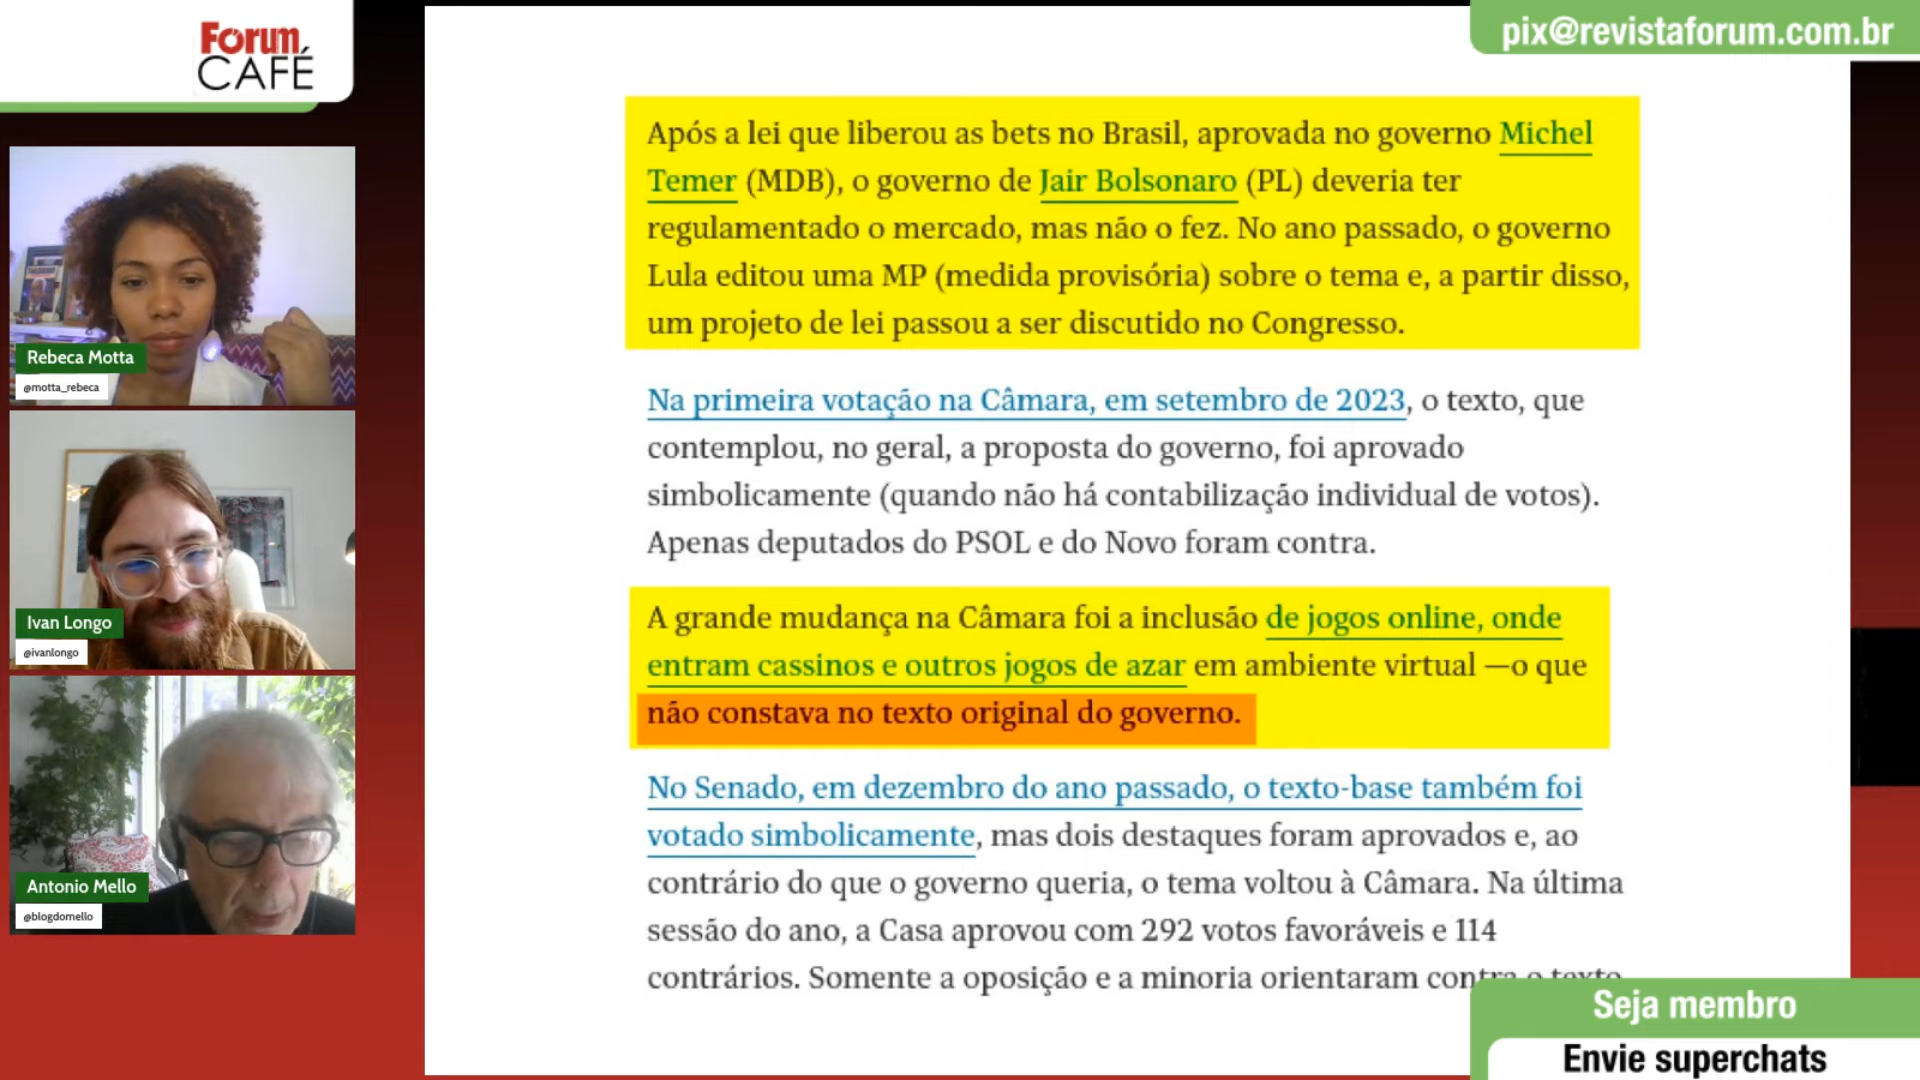 Forum
CAFÉ
pix@revistaforum.com.br
Rebeca Motta
@motta_rebeca
Ivan Longo
@ivanlongo
Antonio Mello
@blogdomello
Após a lei que liberou as bets no Brasil, aprovada no governo Michel
Temer (MDB), o governo de Jair Bolsonaro (PL) deveria ter
regulamentado o mercado, mas não o fez. No ano passado, o governo
Lula editou uma MP (medida provisória) sobre o tema e, a partir disso,
um projeto de lei passou a ser discutido no Congresso.
Na primeira votação na Câmara, em setembro de 2023, o texto, que
contemplou, no geral, a proposta do governo, foi aprovado
simbolicamente (quando não há contabilização individual de votos).
Apenas deputados do PSOL e do Novo foram contra.
A grande mudança na Câmara foi a inclusão de jogos online, onde
entram cassinos e outros jogos de azar em ambiente virtual —o que
não constava no texto original do governo.
No Senado, em dezembro do ano passado, o texto-base também foi
votado simbolicamente, mas dois destaques foram aprovados e, ao
contrário do que o governo queria, o tema voltou à Câmara. Na última
sessão do ano, a Casa aprovou com 292 votos favoráveis e 114
contrários. Somente a oposição e a minoria orientaram contra o texto
Seja membro
Envie superchats